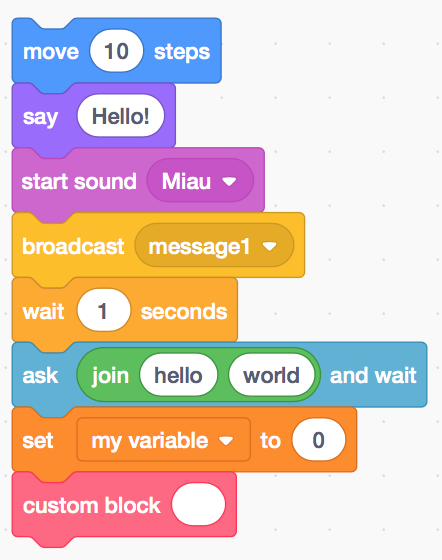 move 10 steps
say Hello!
start sound Miau
broadcast message1
wait 1 seconds
ask join hello world and wait
set my variable to 0
custom block